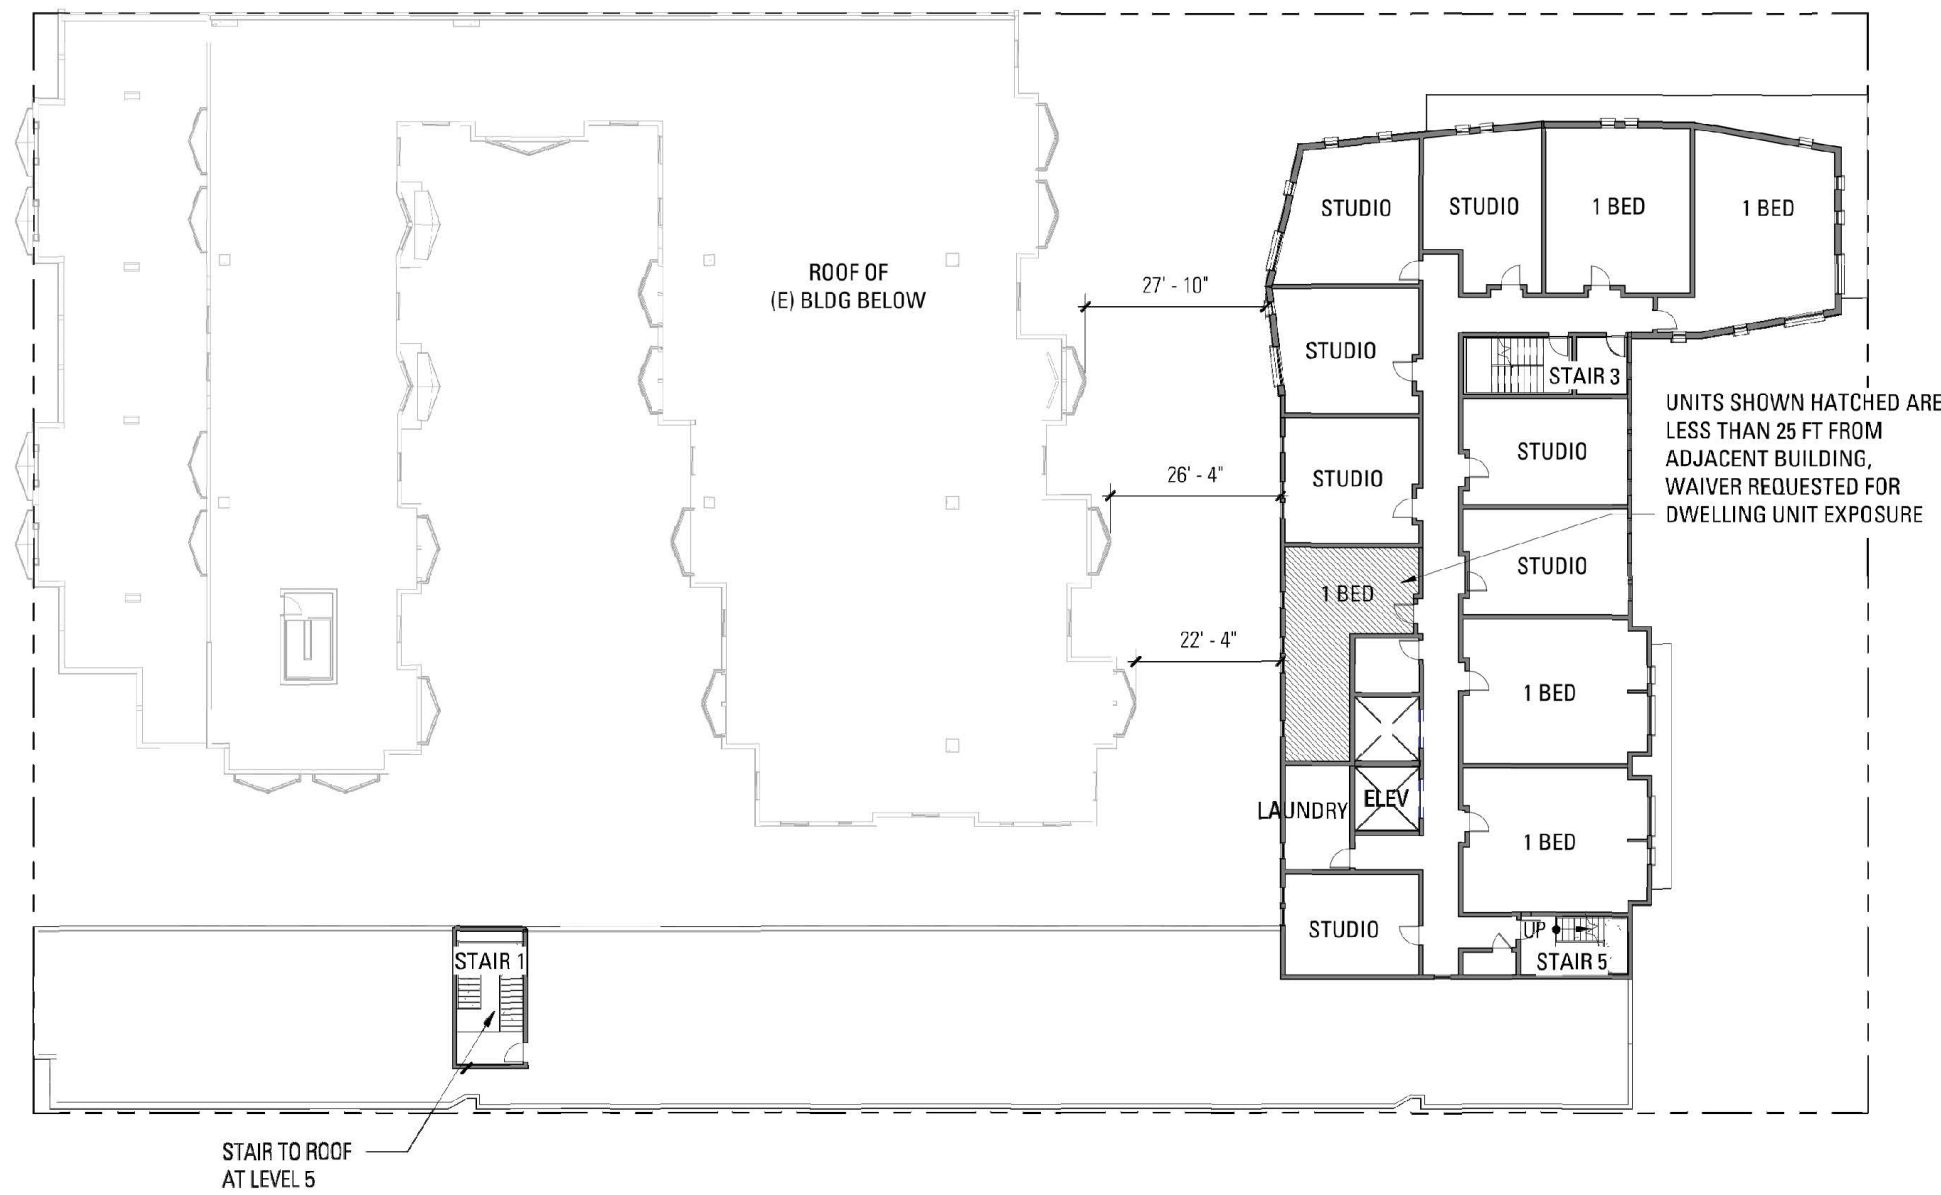 STUDIO
STUDIO
1 BED
1 BED
ROOF OF
(E) BLDG BELOW
27' - 10"
STUDIO
STAIR 3
UNITS SHOWN HATCHED ARE
LESS THAN 25 FT FROM
ADJACENT BUILDING,
WAIVER REQUESTED FOR
DWELLING UNIT EXPOSURE
26' - 4"
STUDIO
STUDIO
1 BED
STUDIO
22' - 4"
1 BED
LAUNDRY
ELEV
1 BED
STUDIO
UP
STAIR 5
STAIR 1
STAIR TO ROOF
AT LEVEL 5